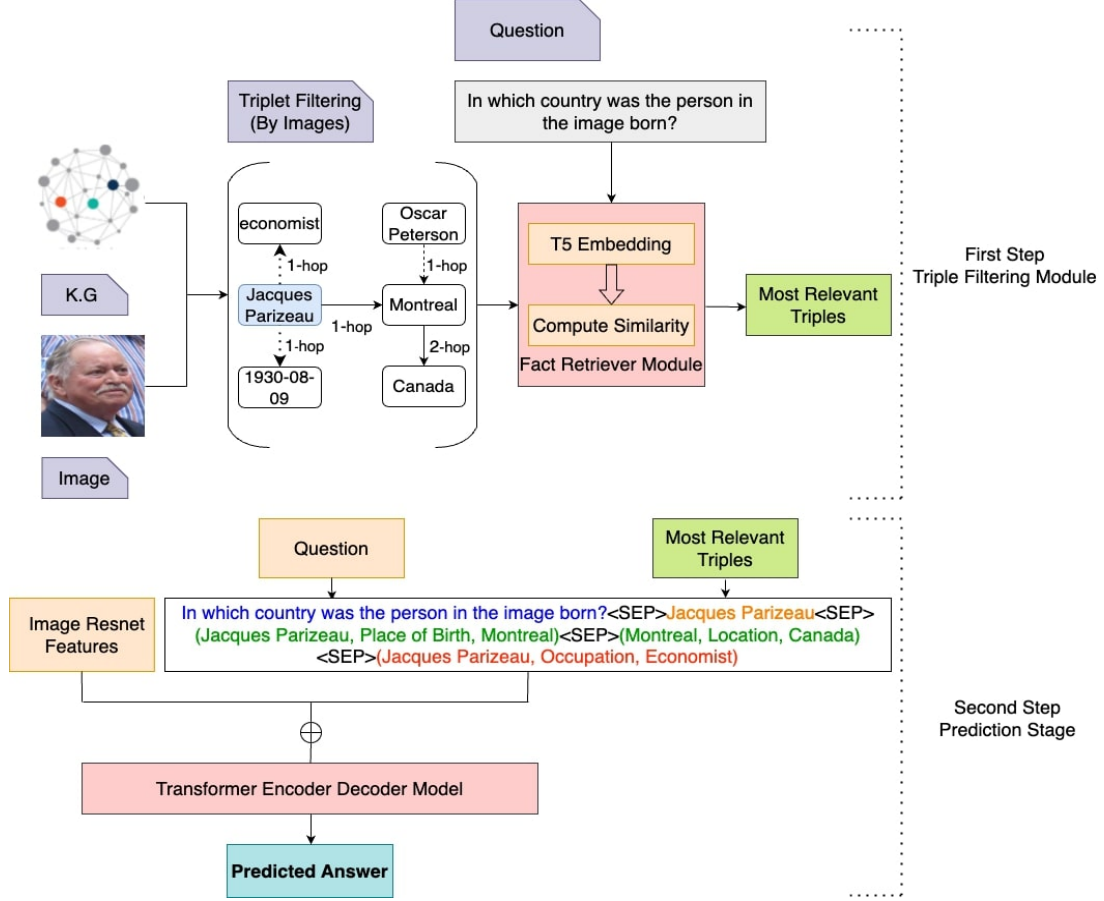 Question
Triplet Filtering
(By Images)
In which country was the person in
the image born?
K.G
Image
economist
1-hop
Jacques
Parizeau
1-hop
1-hop
1930-08-
09
Oscar
Peterson
1-hop
Montreal
2-hop
Canada
T5 Embedding
Compute Similarity
Fact Retriever Module
Most Relevant
Triples
First Step
Triple Filtering Module
Question
Most Relevant
Triples
Image Resnet
Features
In which country was the person in the image born?<SEP>Jacques Parizeau<SEP>
(Jacques Parizeau, Place of Birth, Montreal)<SEP>(Montreal, Location, Canada)
<SEP>(Jacques Parizeau, Occupation, Economist)
Second Step
Prediction Stage
Transformer Encoder Decoder Model
Predicted Answer